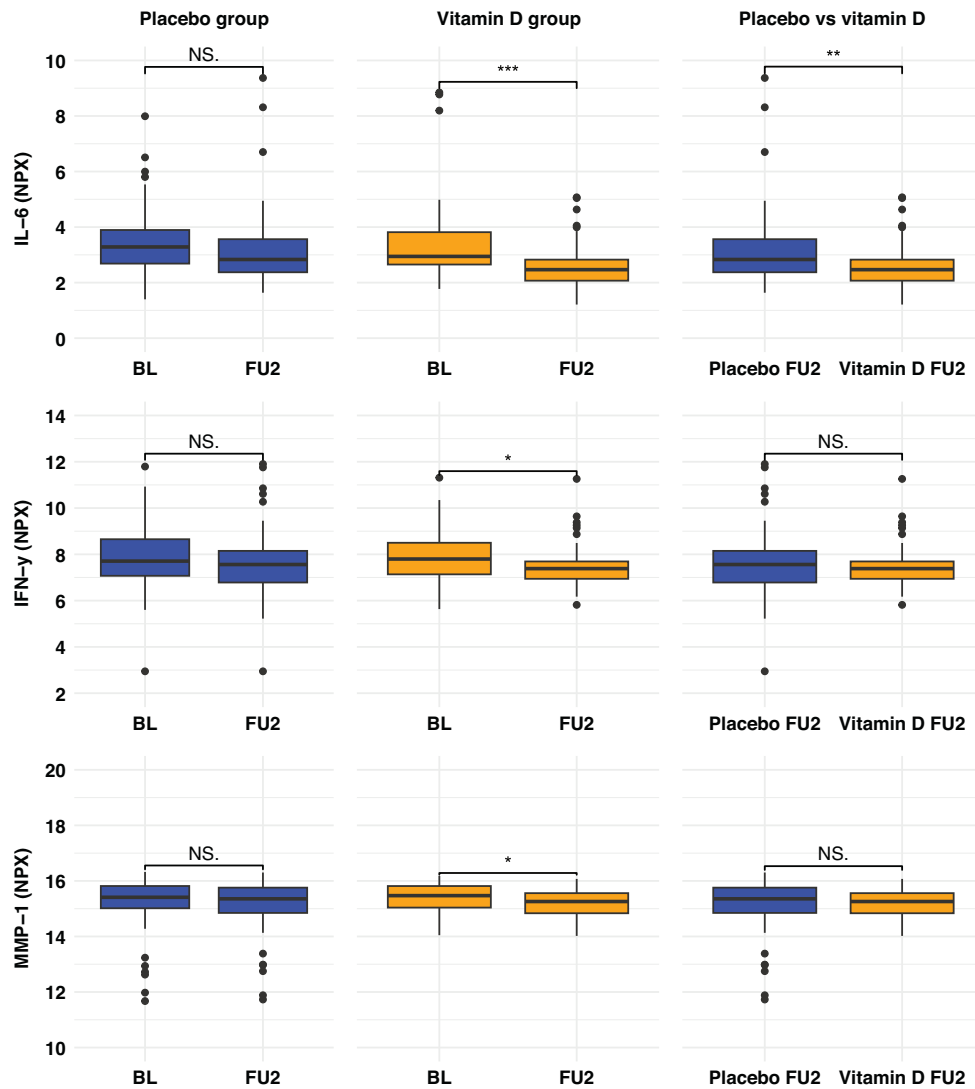 Placebo group Vitamin D group Placebo vs vitamin D
IL−6 (NPX)
10
8
6
4
2
0
NS. *** **
BL FU2 BL FU2 Placebo FU2 Vitamin D FU2
IFN−y (NPX)
14
12
10
8
6
4
2
NS. * NS.
BL FU2 BL FU2 Placebo FU2 Vitamin D FU2
MMP−1 (NPX)
20
18
16
14
12
10
NS. * NS.
BL FU2 BL FU2 Placebo FU2 Vitamin D FU2